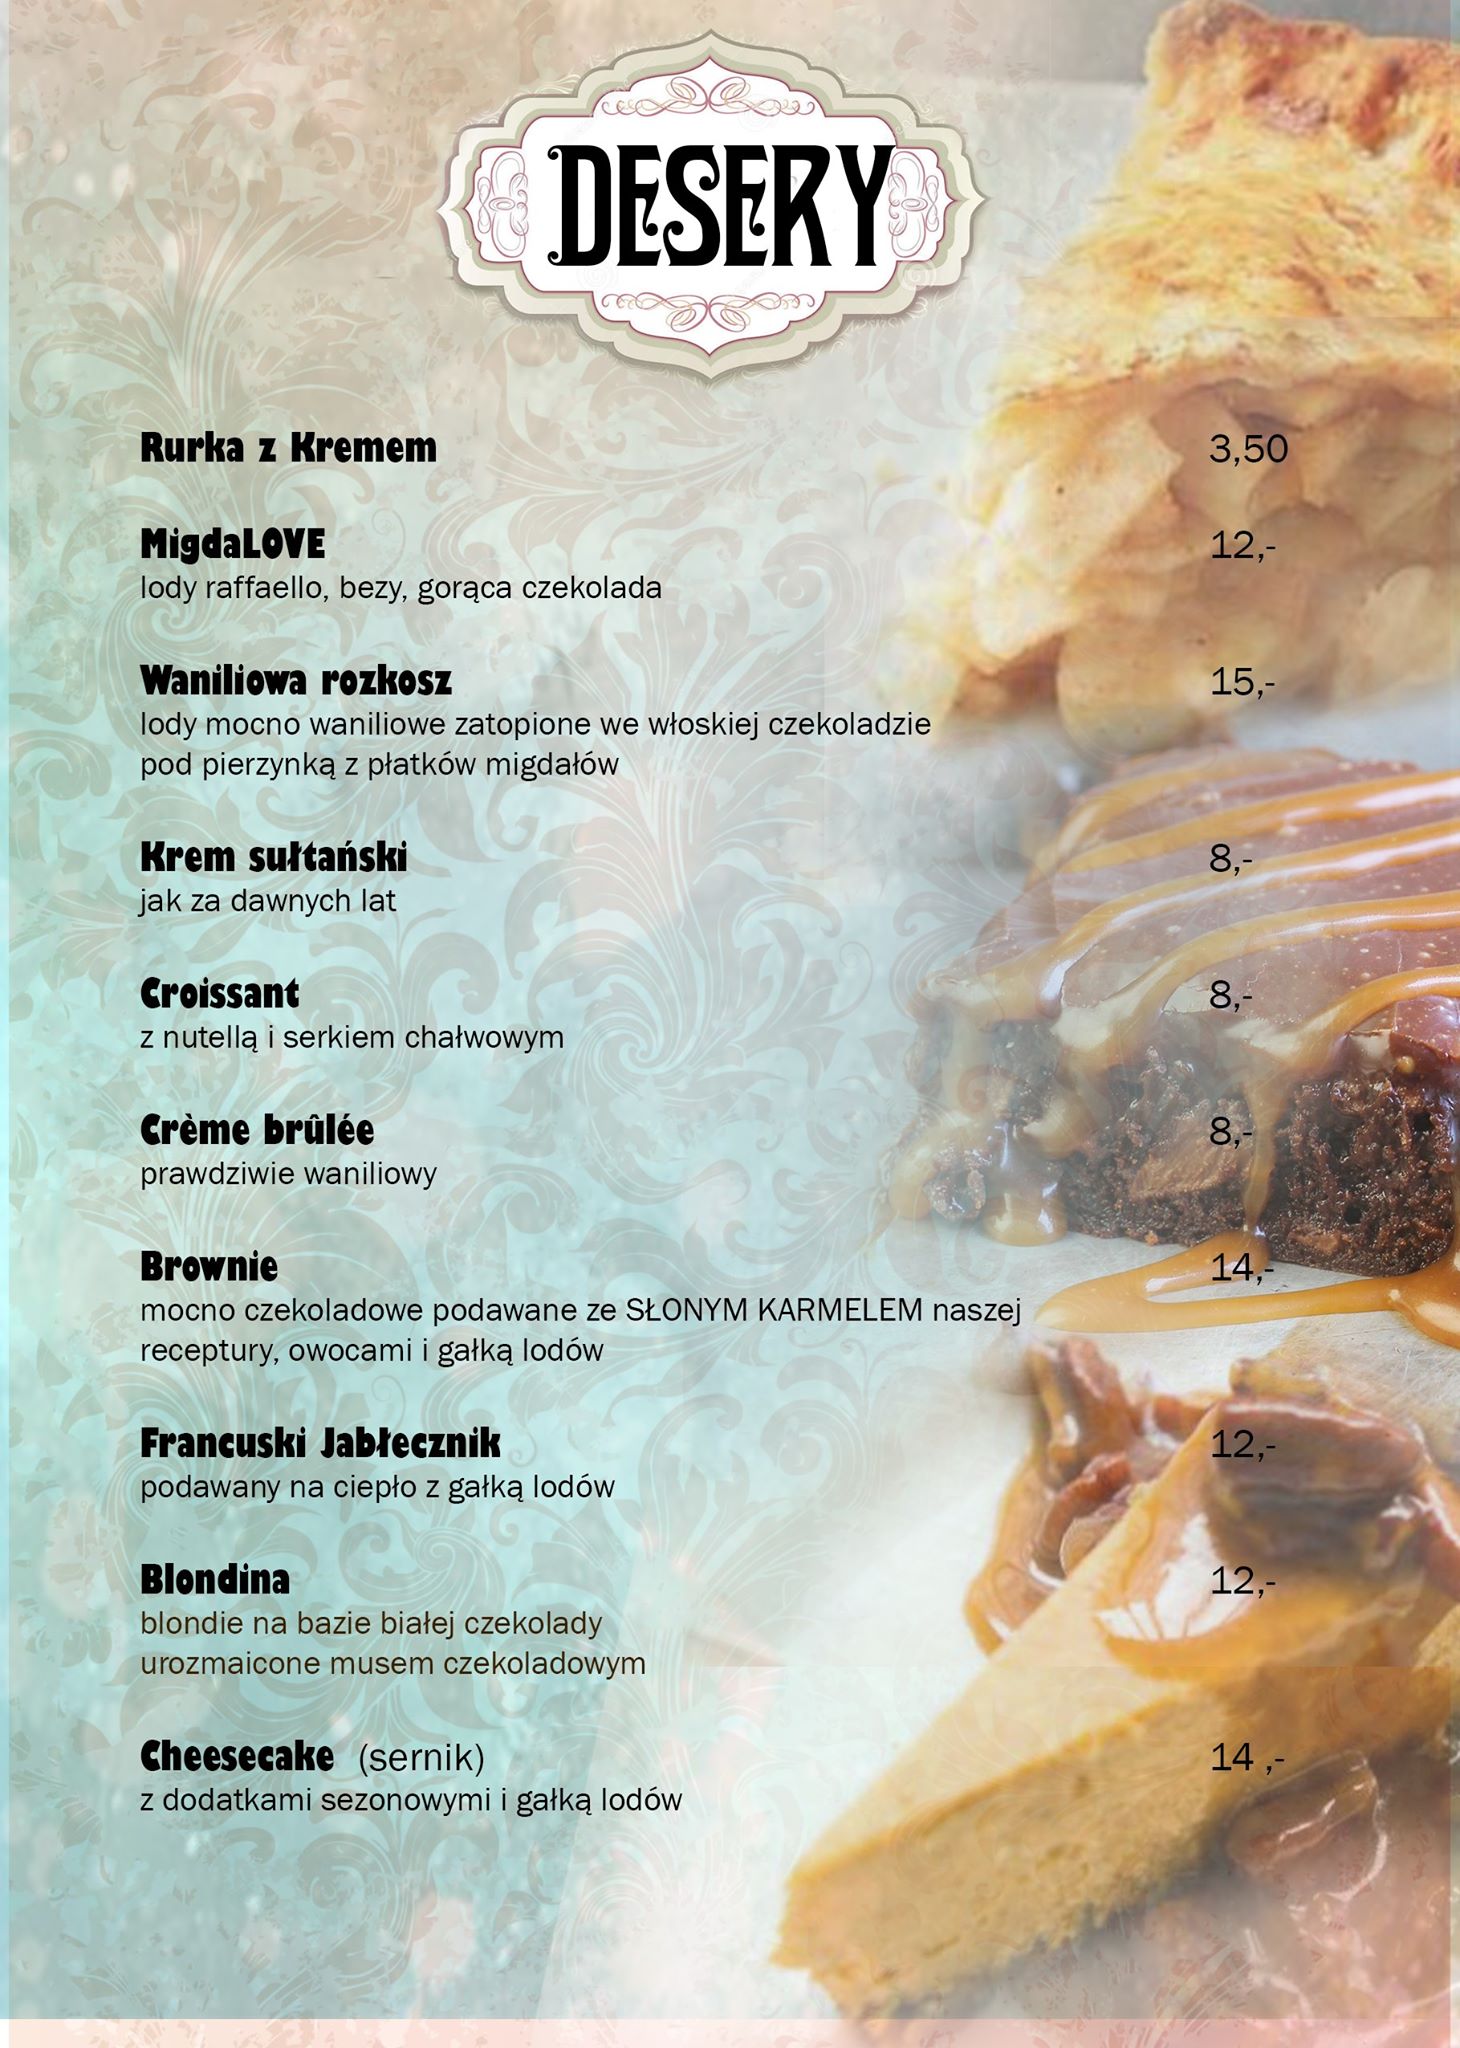 DESERY
Rurka z Kremem 3,50
MigdaLOVE 12,-
lody raffaello, bezy, gorąca czekolada
Waniliowa rozkosz 15,-
lody mocno waniliowe zatopione we włoskiej czekoladzie
pod pierzynką z płatków migdałów
Krem sułtański 8,-
jak za dawnych lat
Croissant 8,-
z nutellą i serkiem chałwowym
Crème brûlée 8,-
prawdziwie waniliowy
Brownie 14,-
mocno czekoladowe podawane ze SŁONYM KARMELEM naszej
receptury, owocami i gałką lodów
Francuski Jabłecznik 12,-
podawany na ciepło z gałką lodów
Blondina 12,-
blondie na bazie białej czekolady
urozmaicone musem czekoladowym
Cheesecake (sernik) 14 ,-
z dodatkami sezonowymi i gałką lodów